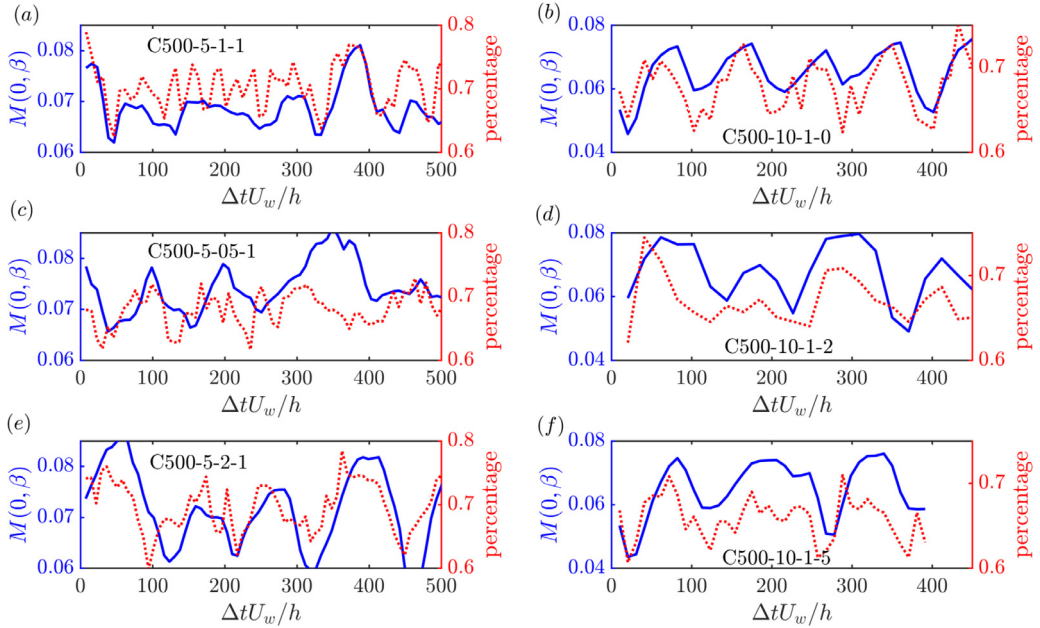 (a)
C500-5-1-1
M(0, β)
0.08
0.07
0.06
0.8
0.7
0.6
percentage
0 100 200 300 400 500
ΔtU_w/h
(b)
C500-10-1-0
M(0, β)
0.08
0.06
0.04
0.7
0.6
percentage
0 100 200 300 400
ΔtU_w/h
(c)
C500-5-05-1
M(0, β)
0.08
0.07
0.06
0.8
0.7
0.6
percentage
0 100 200 300 400 500
ΔtU_w/h
(d)
C500-10-1-2
M(0, β)
0.08
0.06
0.04
0.7
0.6
percentage
0 100 200 300 400
ΔtU_w/h
(e)
C500-5-2-1
M(0, β)
0.08
0.07
0.06
0.8
0.7
0.6
percentage
0 100 200 300 400 500
ΔtU_w/h
(f)
C500-10-1-5
M(0, β)
0.08
0.06
0.04
0.7
0.6
percentage
0 100 200 300 400
ΔtU_w/h